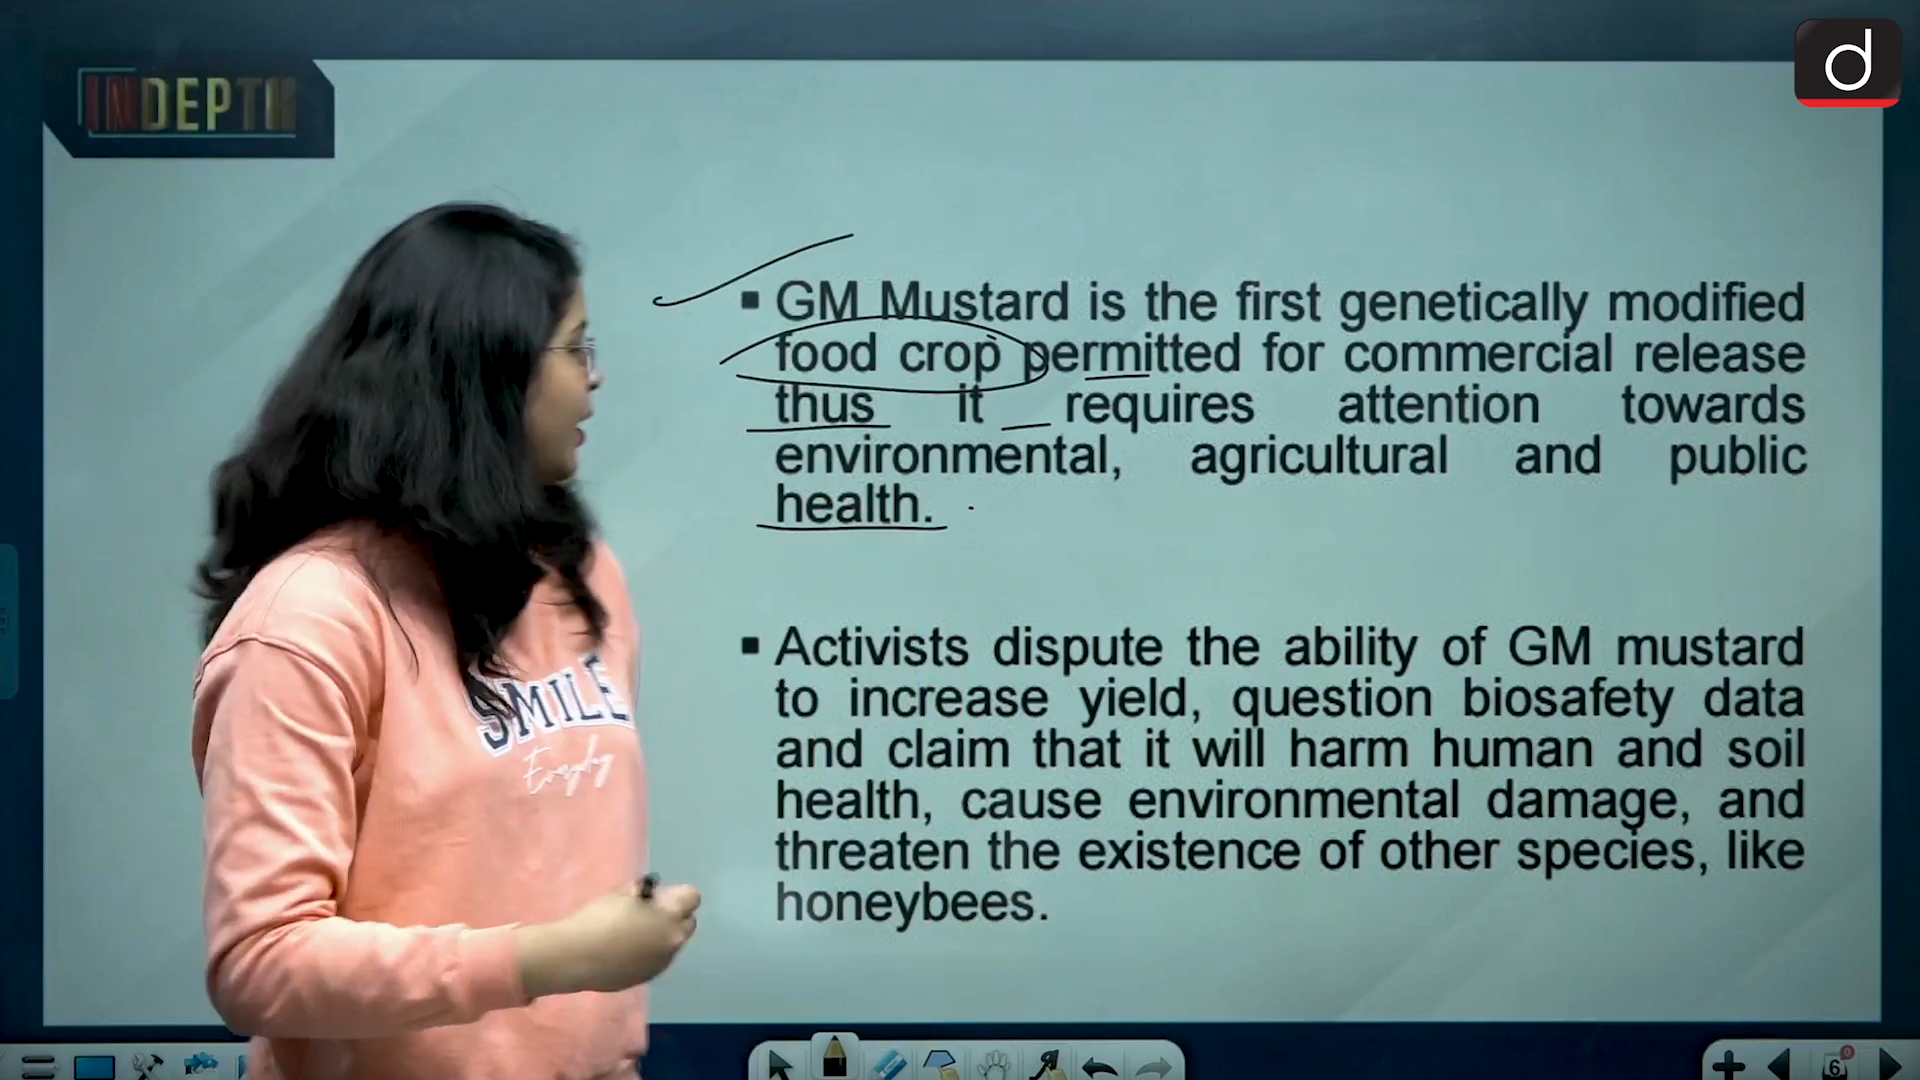 INDEPTH
d
▪ GM Mustard is the first genetically modified
food crop permitted for commercial release
thus it requires attention towards
environmental, agricultural and public
health.
▪ Activists dispute the ability of GM mustard
to increase yield, question biosafety data
and claim that it will harm human and soil
health, cause environmental damage, and
threaten the existence of other species, like
honeybees.
SMILE
Everyday
6